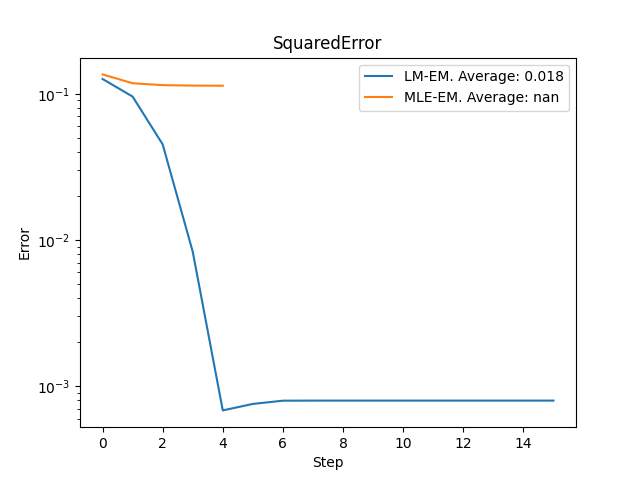 SquaredError
LM-EM. Average: 0.018
MLE-EM. Average: nan
Error
10⁻¹
10⁻²
10⁻³
0 2 4 6 8 10 12 14
Step